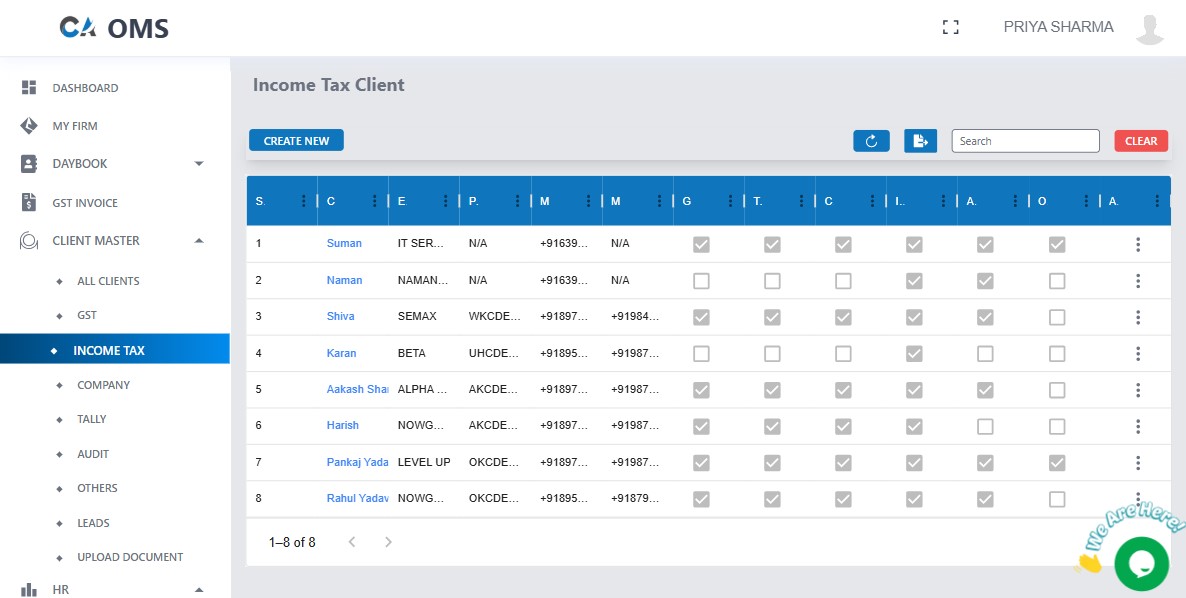 CA OMS
PRIYA SHARMA
DASHBOARD
MY FIRM
DAYBOOK
GST INVOICE
CLIENT MASTER
ALL CLIENTS
GST
INCOME TAX
COMPANY
TALLY
AUDIT
OTHERS
LEADS
UPLOAD DOCUMENT
HR
Income Tax Client
CREATE NEW
Search
CLEAR
S. C E. P. M M G T. C I.. A. O A.
1 Suman IT SER... N/A +91639... N/A
2 Naman NAMAN... N/A +91639... N/A
3 Shiva SEMAX WKCDE... +91897... +91984...
4 Karan BETA UHCDE... +91895... +91987...
5 Aakash Shar ALPHA ... AKCDE... +91897... +91987...
6 Harish NOWG... AKCDE... +91897... +91987...
7 Pankaj Yada LEVEL UP OKCDE... +91897... +91987...
8 Rahul Yadav NOWG... OKCDE... +91895... +91879...
1–8 of 8
We Are Here!